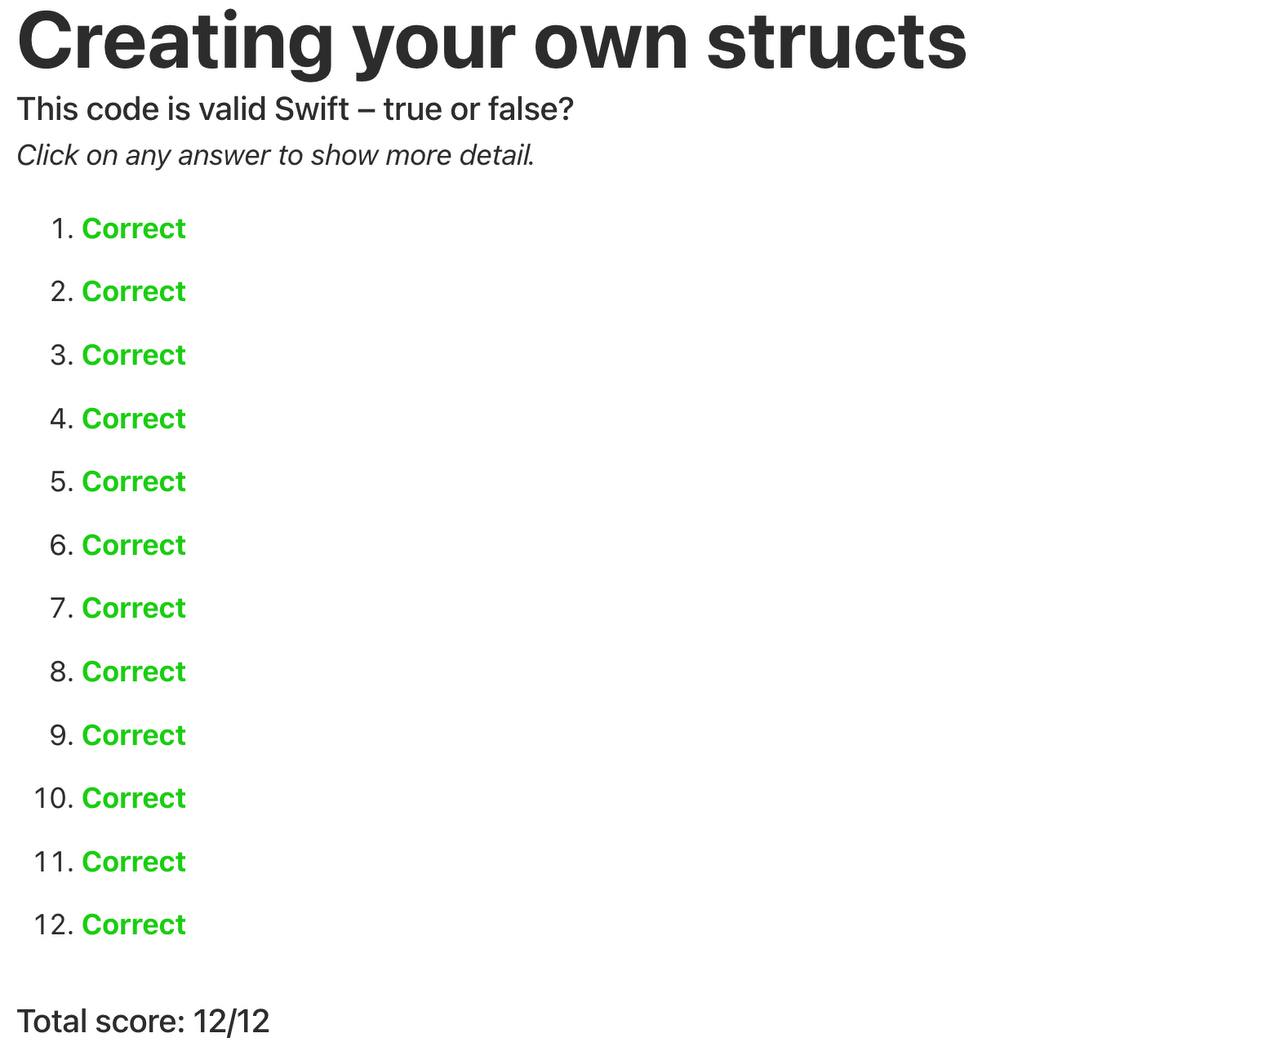 Creating your own structs
This code is valid Swift – true or false?
Click on any answer to show more detail.
1. Correct
2. Correct
3. Correct
4. Correct
5. Correct
6. Correct
7. Correct
8. Correct
9. Correct
10. Correct
11. Correct
12. Correct
Total score: 12/12